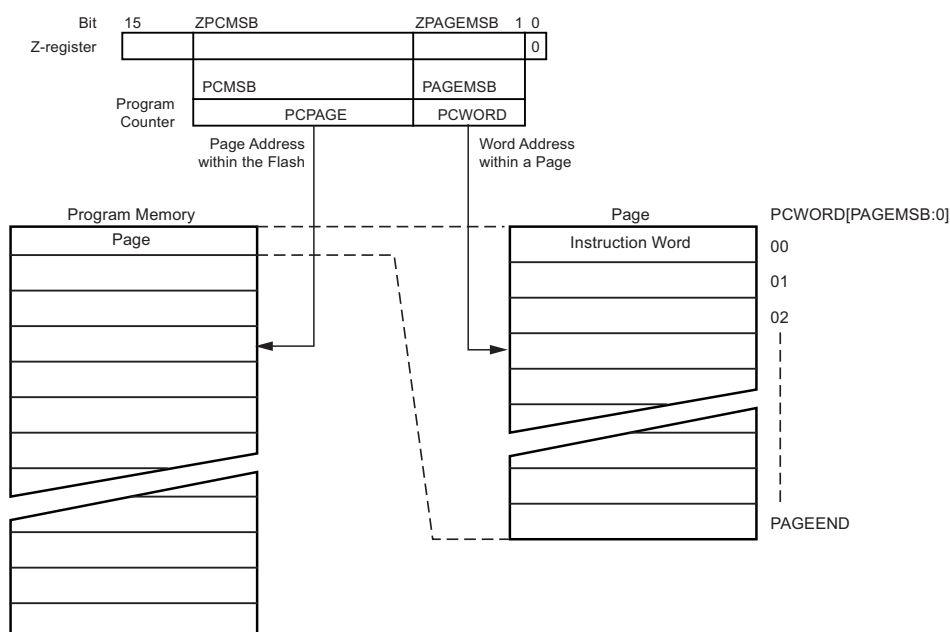 Bit 15 ZPCMSB ZPAGEMSB 1 0
Z-register 0
PCMSB PAGEMSB
Program
Counter
PCPAGE PCWORD
Page Address
within the Flash
Word Address
within a Page
Program Memory
Page
Page
Instruction Word
PCWORD[PAGEMSB:0]
00
01
02
PAGEEND